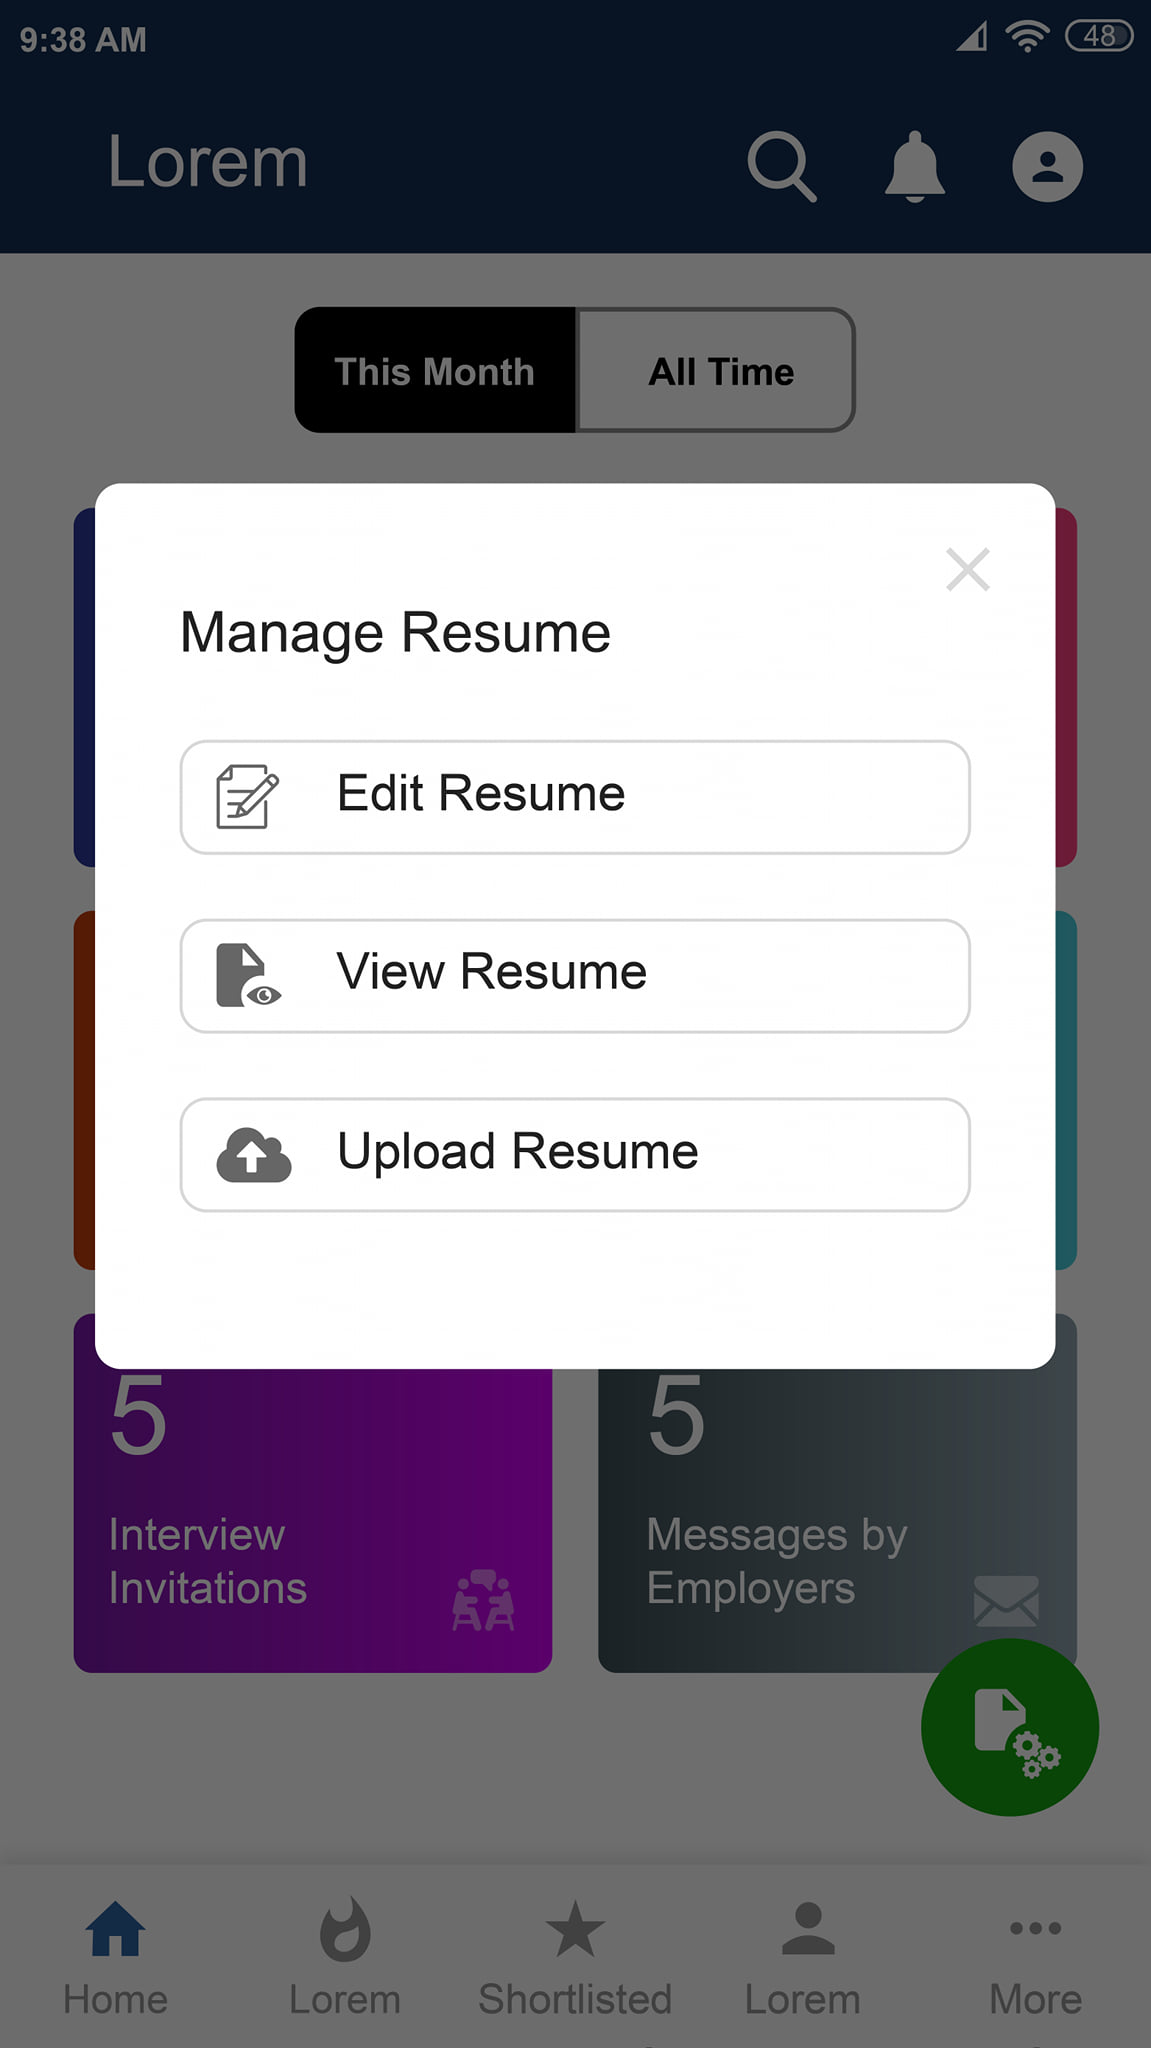 9:38 AM
48
Lorem
This Month
All Time
Manage Resume
Edit Resume
View Resume
Upload Resume
5
Interview
Invitations
5
Messages by
Employers
Home
Lorem
Shortlisted
Lorem
More